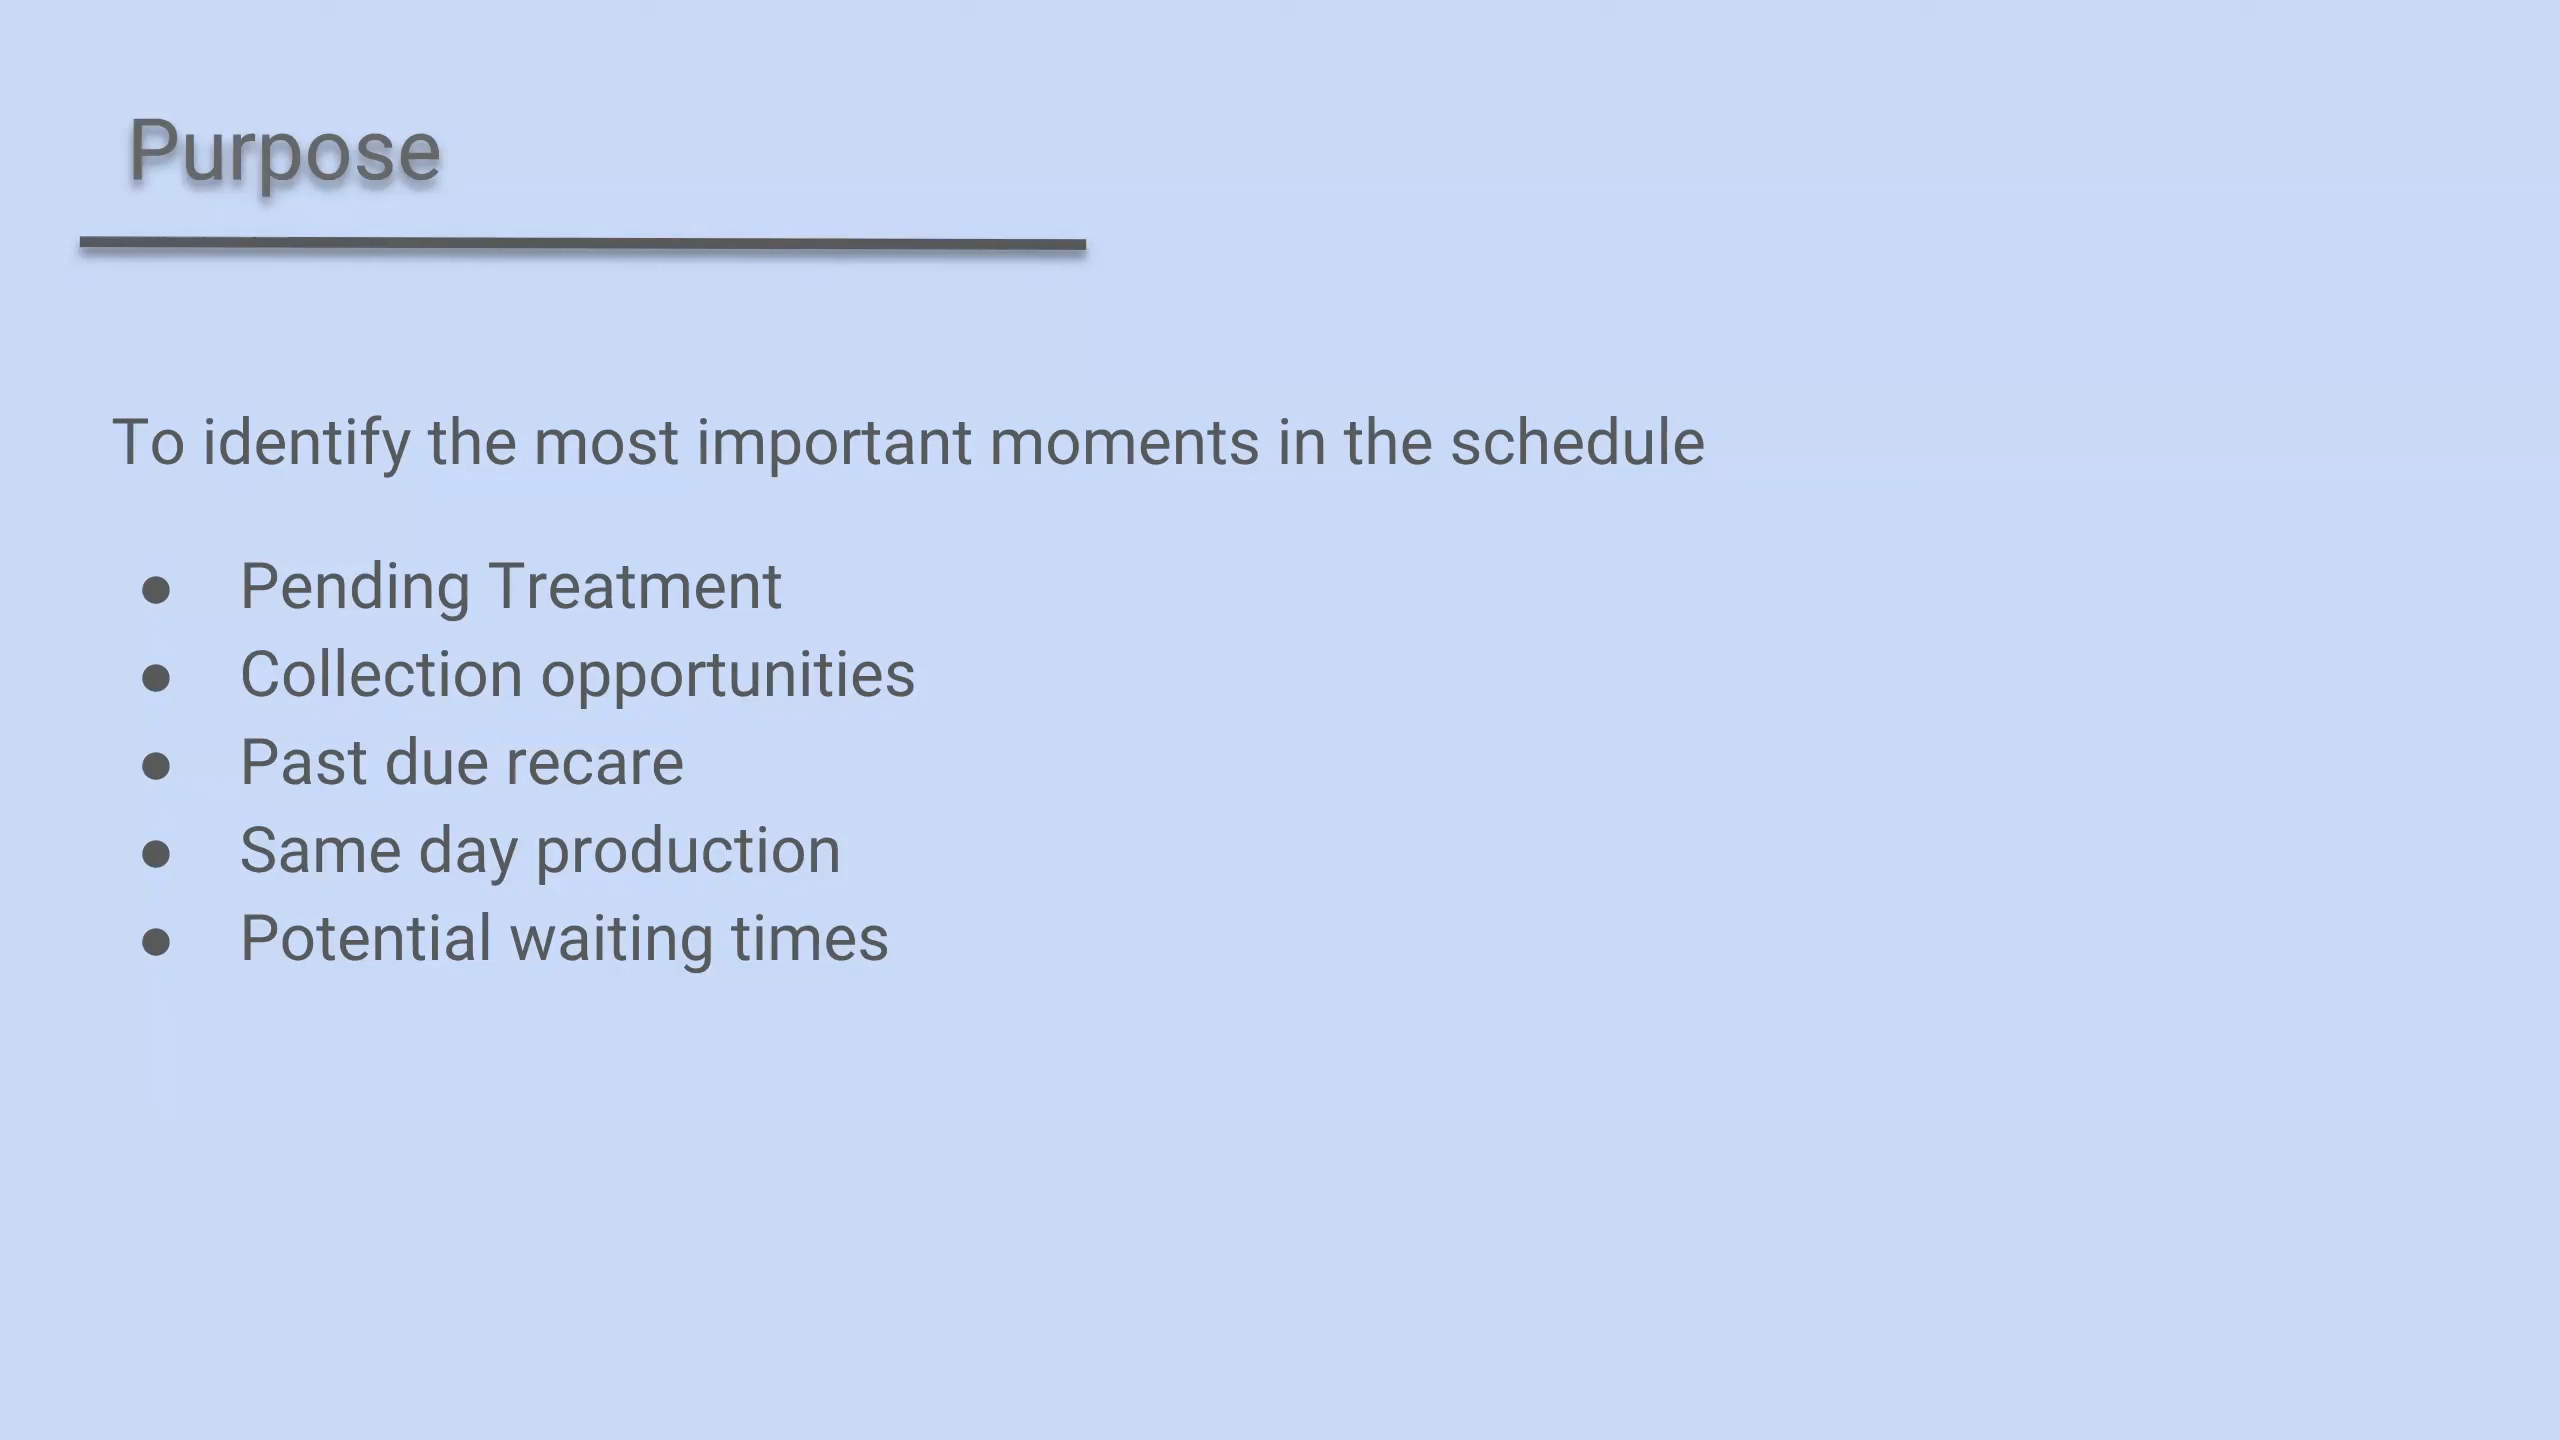 Purpose
To identify the most important moments in the schedule
● Pending Treatment
● Collection opportunities
● Past due recare
● Same day production
● Potential waiting times